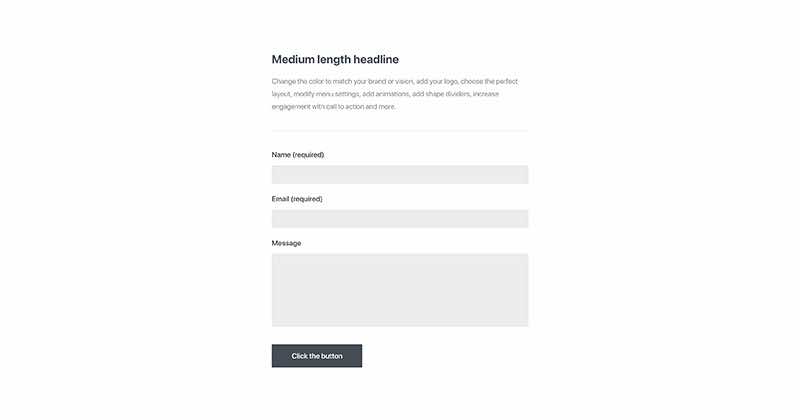 Medium length headline
Change the color to match your brand or vision, add your logo, choose the perfect
layout, modify menu settings, add animations, add shape dividers, increase
engagement with call to action and more.
Name (required)
Email (required)
Message
Click the button